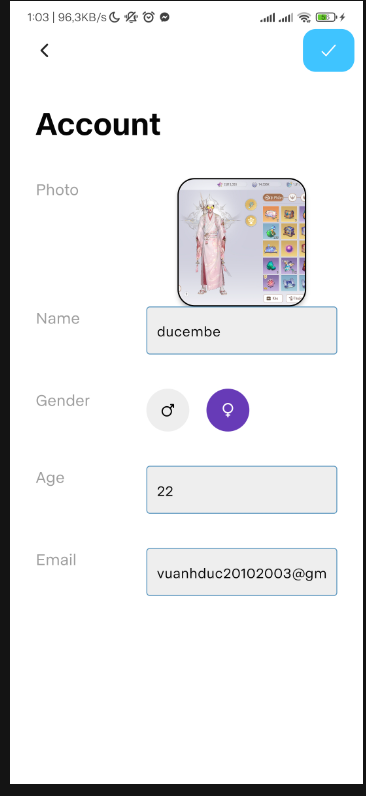 1:03 | 96,3KB/s
Account
Photo
Name
ducembe
Gender
Age
22
Email
vuanhduc20102003@gm